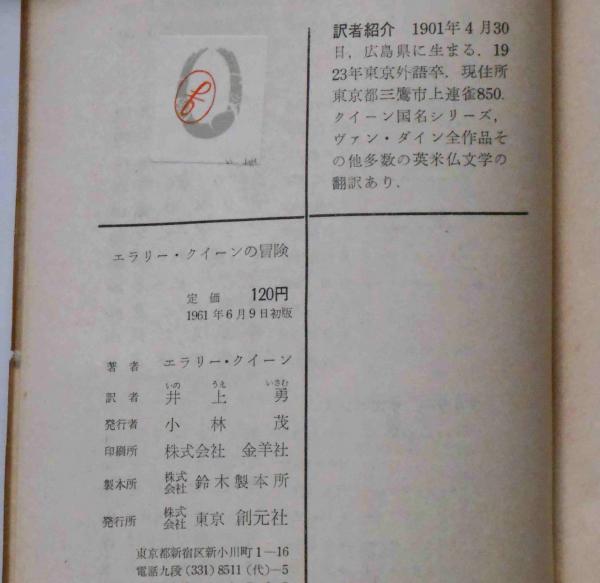 訳者紹介 1901年4月30
日，広島県に生まる．19
23年東京外語卒．現住所
東京都三鷹市上連雀850.
クイーン国名シリーズ，
ヴァン・ダイン全作品そ
の他多数の英米仏文学の
翻訳あり．
エラリー・クイーンの冒険
定価 120円
1961年6月9日初版
著者 エラリー・クイーン
いの うえ いさむ
訳者 井上勇
発行者 小林茂
印刷所 株式会社 金羊社
製本所 株式会社 鈴木製本所
発行所 株式会社 東京創元社
東京都新宿区新小川町1—16
電話九段(331)8511(代)—5